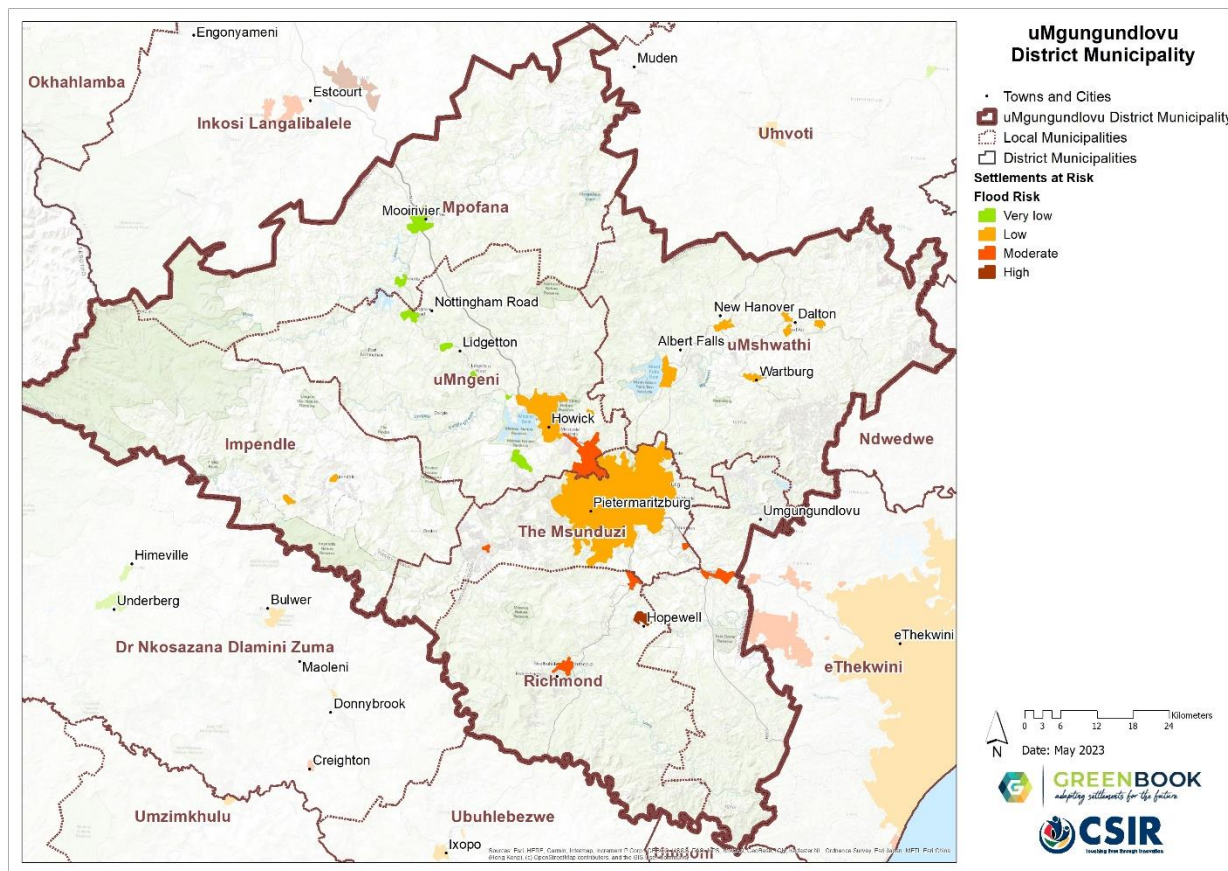 uMgungundlovu
District Municipality
Towns and Cities
uMgungundlovu District Municipality
Local Municipalities
District Municipalities
Settlements at Risk
Flood Risk
Very low
Low
Moderate
High
Engonyameni
Muden
Okhahlamba
Estcourt
Inkosi Langalibalele
Umvoti
Mooirivier
Mpofana
Nottingham Road
New Hanover
Dalton
Lidgetton
Albert Falls
uMshwathi
uMngeni
Wartburg
Howick
Impendle
Ndwedwe
Pietermaritzburg
Umgungundlovu
The Msunduzi
Himeville
Underberg
Bulwer
Hopewell
eThekwini
Dr Nkosazana Dlamini Zuma
Maoleni
eThekwini
Richmond
Donnybrook
Creighton
Umzimkhulu
Ubuhlebezwe
Ixopo
0 3 6 12 18 24 Kilometers
N
Date: May 2023
GREENBOOK
adapting settlements for the future
CSIR
Touching lives through innovation